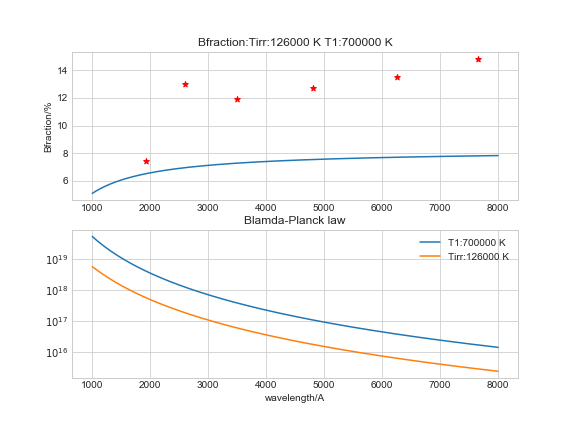 Bfraction:Tirr:126000 K T1:700000 K
Bfraction/%
14
12
10
8
6
1000 2000 3000 4000 5000 6000 7000 8000
Blamda-Planck law
T1:700000 K
Tirr:126000 K
10^19
10^18
10^17
10^16
1000 2000 3000 4000 5000 6000 7000 8000
wavelength/A